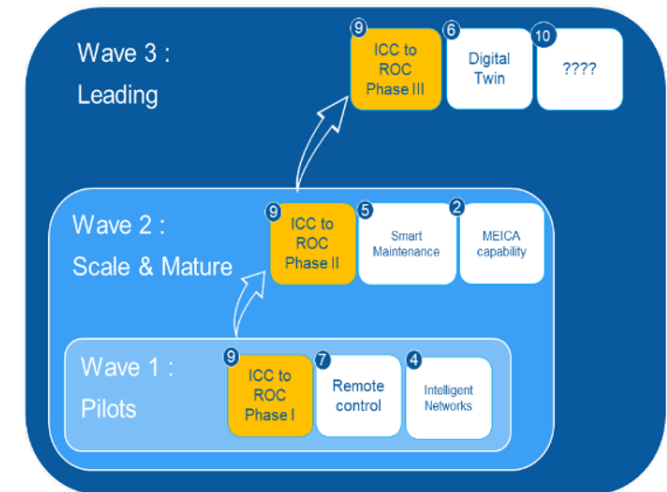 Wave 3 :
Leading
9
ICC to
ROC
Phase III
6
Digital
Twin
10
????
Wave 2 :
Scale & Mature
9
ICC to
ROC
Phase II
5
Smart
Maintenance
2
MEICA
capability
Wave 1 :
Pilots
9
ICC to
ROC
Phase I
7
Remote
control
4
Intelligent
Networks